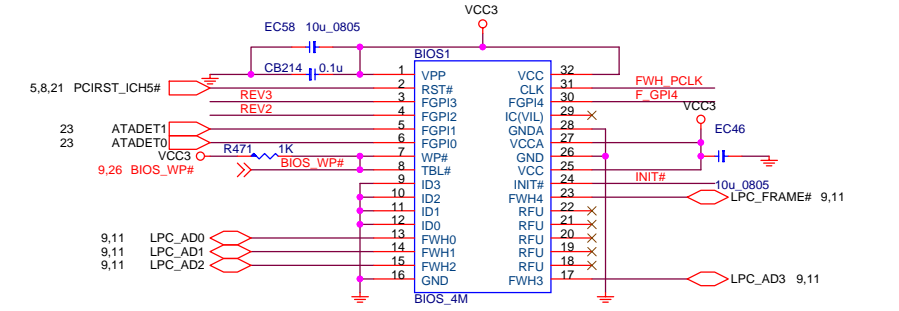 VCC3
EC58 10u_0805
BIOS1
CB214 0.1u
1 VPP VCC 32
5,8,21 PCIRST_ICH5# 2 RST# CLK 31 FWH_PCLK
REV3 3 FGPI3 FGPI4 30 F_GPI4
REV2 4 FGPI2 IC(VIL) 29 VCC3
23 ATADET1 5 FGPI1 GNDA 28 EC46
23 ATADET0 6 FGPI0 VCCA 27
VCC3 R471 1K 7 WP# GND 26
9,26 BIOS_WP# BIOS_WP# 8 TBL# VCC 25
9 ID3 INIT# 24 INIT# 10u_0805
10 ID2 FWH4 23 LPC_FRAME# 9,11
11 ID1 RFU 22
12 ID0 RFU 21
9,11 LPC_AD0 13 FWH0 RFU 20
9,11 LPC_AD1 14 FWH1 RFU 19
9,11 LPC_AD2 15 FWH2 RFU 18
16 GND FWH3 17 LPC_AD3 9,11
BIOS_4M